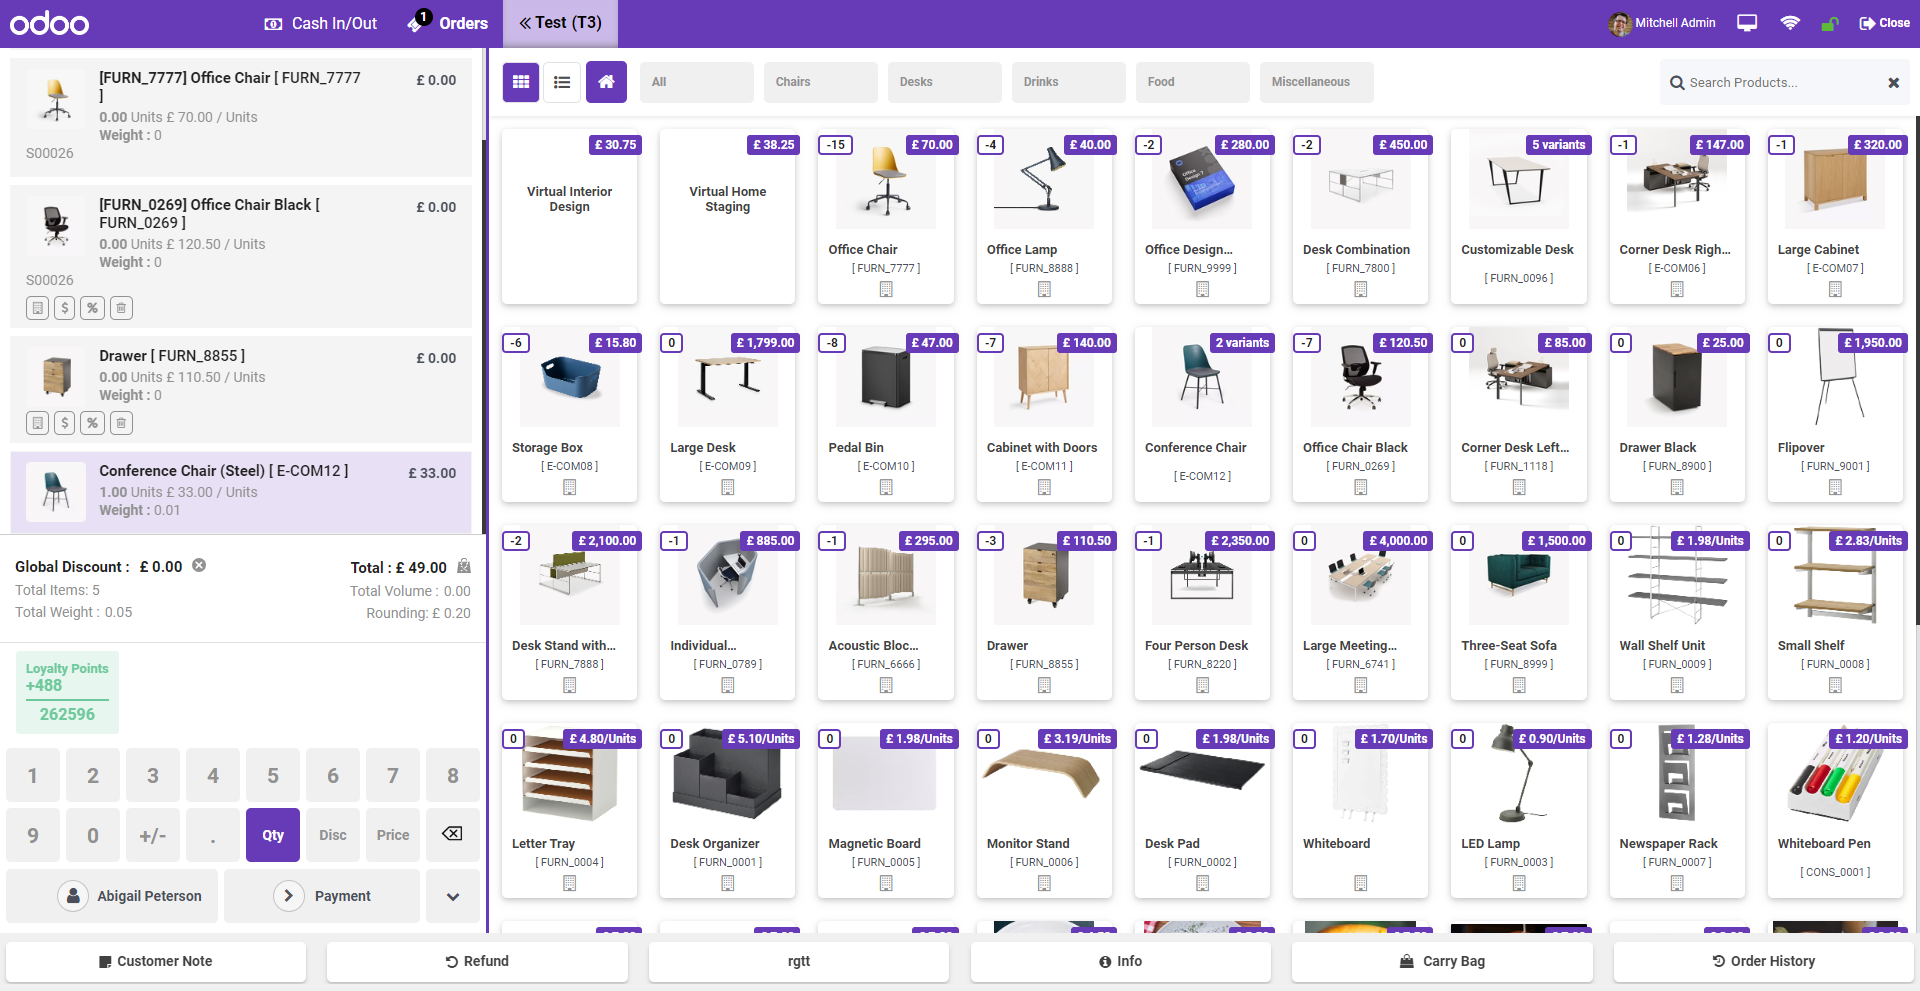 odoo
Cash In/Out
1
Orders
Test (T3)
Mitchell Admin
Close
[FURN_7777] Office Chair [ FURN_7777
]
£ 0.00
0.00 Units £ 70.00 / Units
Weight : 0
S00026
[FURN_0269] Office Chair Black [
FURN_0269 ]
£ 0.00
0.00 Units £ 120.50 / Units
Weight : 0
S00026
$ %
Drawer [ FURN_8855 ]
£ 0.00
0.00 Units £ 110.50 / Units
Weight : 0
$ %
Conference Chair (Steel) [ E-COM12 ]
£ 33.00
1.00 Units £ 33.00 / Units
Weight : 0.01
Global Discount : £ 0.00
Total : £ 49.00
Total Items: 5
Total Volume : 0.00
Total Weight : 0.05
Rounding: £ 0.20
Loyalty Points
+488
262596
1 2 3 4 5 6 7 8
9 0 +/- . Qty Disc Price
Abigail Peterson
Payment
All
Chairs
Desks
Drinks
Food
Miscellaneous
Search Products...
£ 30.75
Virtual Interior
Design
£ 38.25
Virtual Home
Staging
-15
£ 70.00
Office Chair
[ FURN_7777 ]
-4
£ 40.00
Office Lamp
[ FURN_8888 ]
-2
£ 280.00
Office Design...
[ FURN_9999 ]
-2
£ 450.00
Desk Combination
[ FURN_7800 ]
5 variants
Customizable Desk
[ FURN_0096 ]
-1
£ 147.00
Corner Desk Righ...
[ E-COM06 ]
-1
£ 320.00
Large Cabinet
[ E-COM07 ]
-6
£ 15.80
Storage Box
[ E-COM08 ]
0
£ 1,799.00
Large Desk
[ E-COM09 ]
-8
£ 47.00
Pedal Bin
[ E-COM10 ]
-7
£ 140.00
Cabinet with Doors
[ E-COM11 ]
2 variants
Conference Chair
[ E-COM12 ]
-7
£ 120.50
Office Chair Black
[ FURN_0269 ]
0
£ 85.00
Corner Desk Left...
[ FURN_1118 ]
0
£ 25.00
Drawer Black
[ FURN_8900 ]
0
£ 1,950.00
Flipover
[ FURN_9001 ]
-2
£ 2,100.00
Desk Stand with...
[ FURN_7888 ]
-1
£ 885.00
Individual...
[ FURN_0789 ]
-1
£ 295.00
Acoustic Bloc...
[ FURN_6666 ]
-3
£ 110.50
Drawer
[ FURN_8855 ]
-1
£ 2,350.00
Four Person Desk
[ FURN_8220 ]
0
£ 4,000.00
Large Meeting...
[ FURN_6741 ]
0
£ 1,500.00
Three-Seat Sofa
[ FURN_8999 ]
0
£ 1.98/Units
Wall Shelf Unit
[ FURN_0009 ]
0
£ 2.83/Units
Small Shelf
[ FURN_0008 ]
0
£ 4.80/Units
Letter Tray
[ FURN_0004 ]
0
£ 5.10/Units
Desk Organizer
[ FURN_0001 ]
0
£ 1.98/Units
Magnetic Board
[ FURN_0005 ]
0
£ 3.19/Units
Monitor Stand
[ FURN_0006 ]
0
£ 1.98/Units
Desk Pad
[ FURN_0002 ]
0
£ 1.70/Units
Whiteboard
0
£ 0.90/Units
LED Lamp
[ FURN_0003 ]
0
£ 1.28/Units
Newspaper Rack
[ FURN_0007 ]
£ 1.20/Units
Whiteboard Pen
[ CONS_0001 ]
Customer Note
Refund
rgtt
Info
Carry Bag
Order History